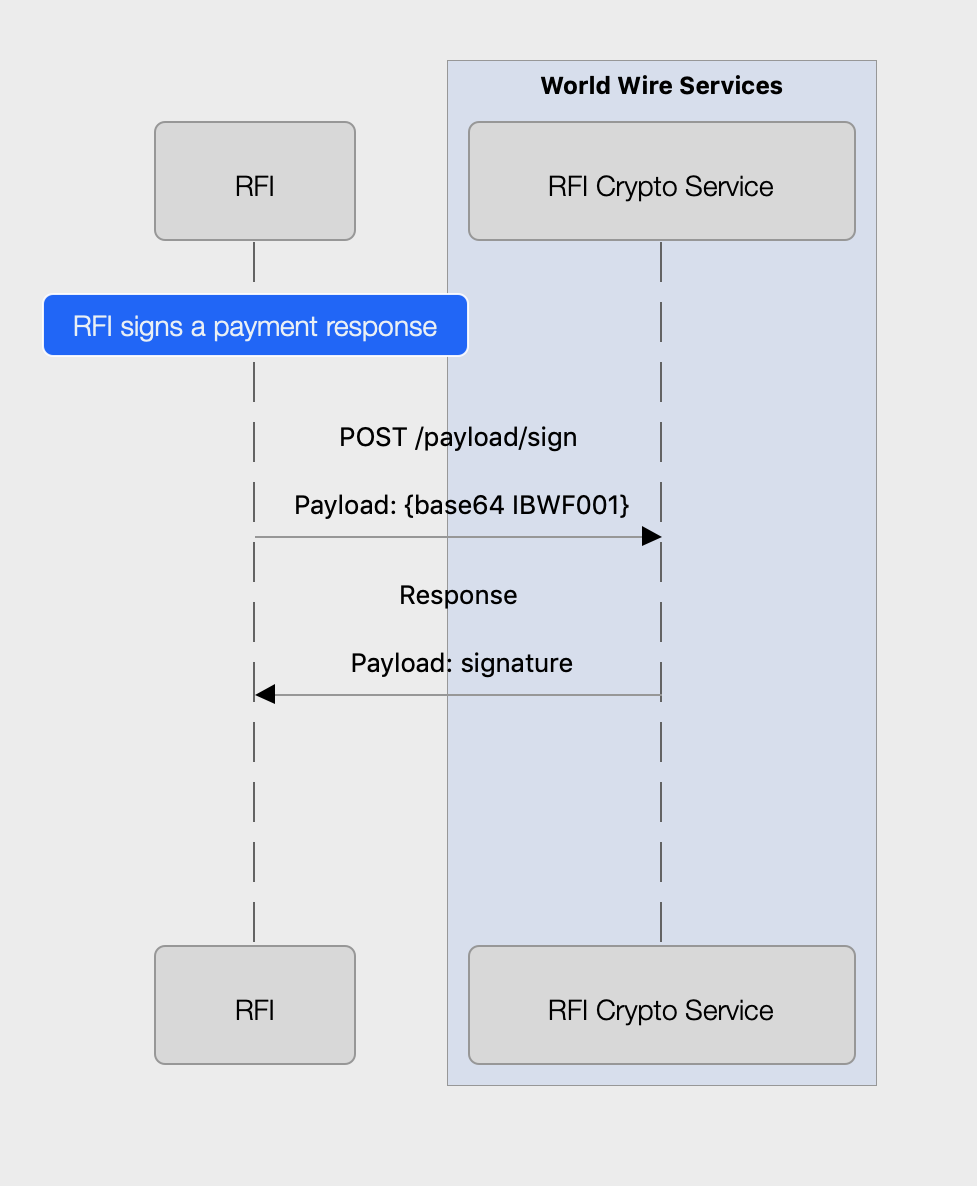 World Wire Services
RFI
RFI Crypto Service
RFI signs a payment response
POST /payload/sign
Payload: {base64 IBWF001}
Response
Payload: signature
RFI
RFI Crypto Service